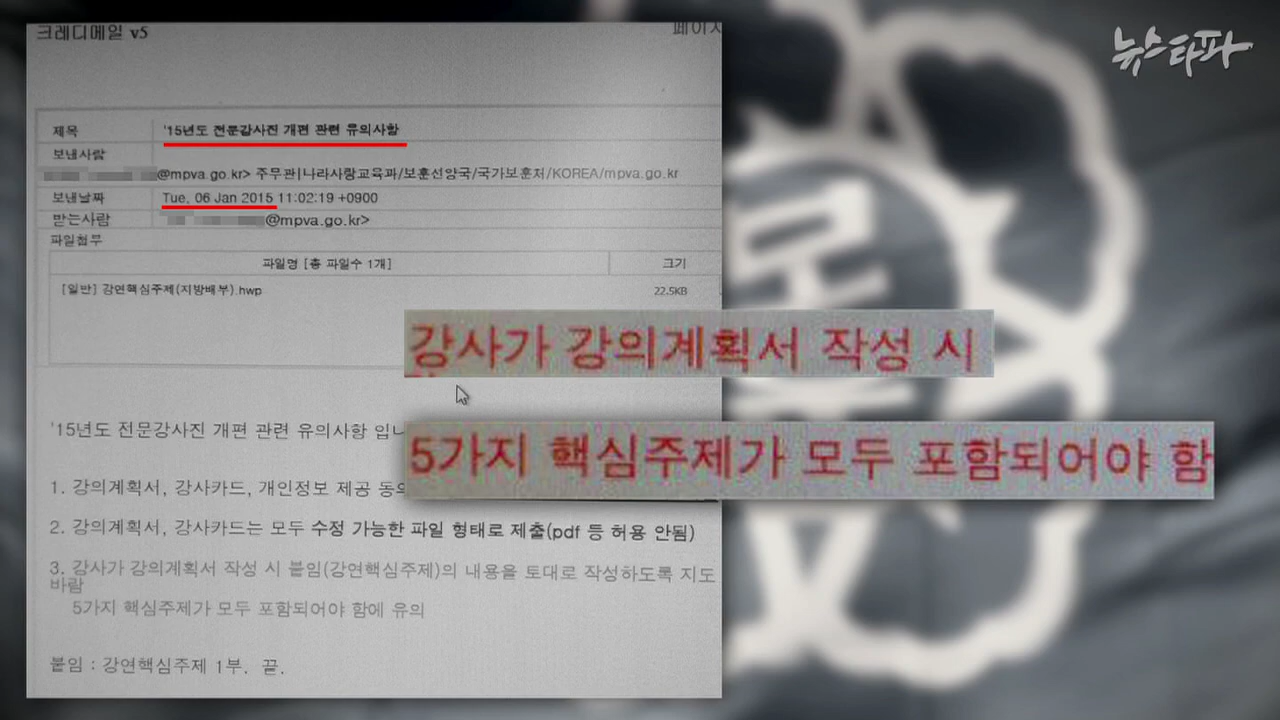 크레디메일 v5
페이지
뉴스타파
제목 '15년도 전문강사진 개편 관련 유의사항
보낸사람
@mpva.go.kr> 주무관|나라사랑교육과/보훈선양국/국가보훈처/KOREA/mpva.go.kr
보낸날짜 Tue, 06 Jan 2015 11:02:19 +0900
받는사람 @mpva.go.kr>
파일첨부
파일명 [총 파일수 1개] 크기
[일반] 강연핵심주제(지방배부).hwp 22.5KB
강사가 강의계획서 작성 시
'15년도 전문강사진 개편 관련 유의사항 입니
5가지 핵심주제가 모두 포함되어야 함
1. 강의계획서, 강사카드, 개인정보 제공 동의
2. 강의계획서, 강사카드는 모두 수정 가능한 파일 형태로 제출(pdf 등 허용 안됨)
3. 강사가 강의계획서 작성 시 붙임(강연핵심주제)의 내용을 토대로 작성하도록 지도
바람
5가지 핵심주제가 모두 포함되어야 함에 유의
붙임 : 강연핵심주제 1부. 끝.